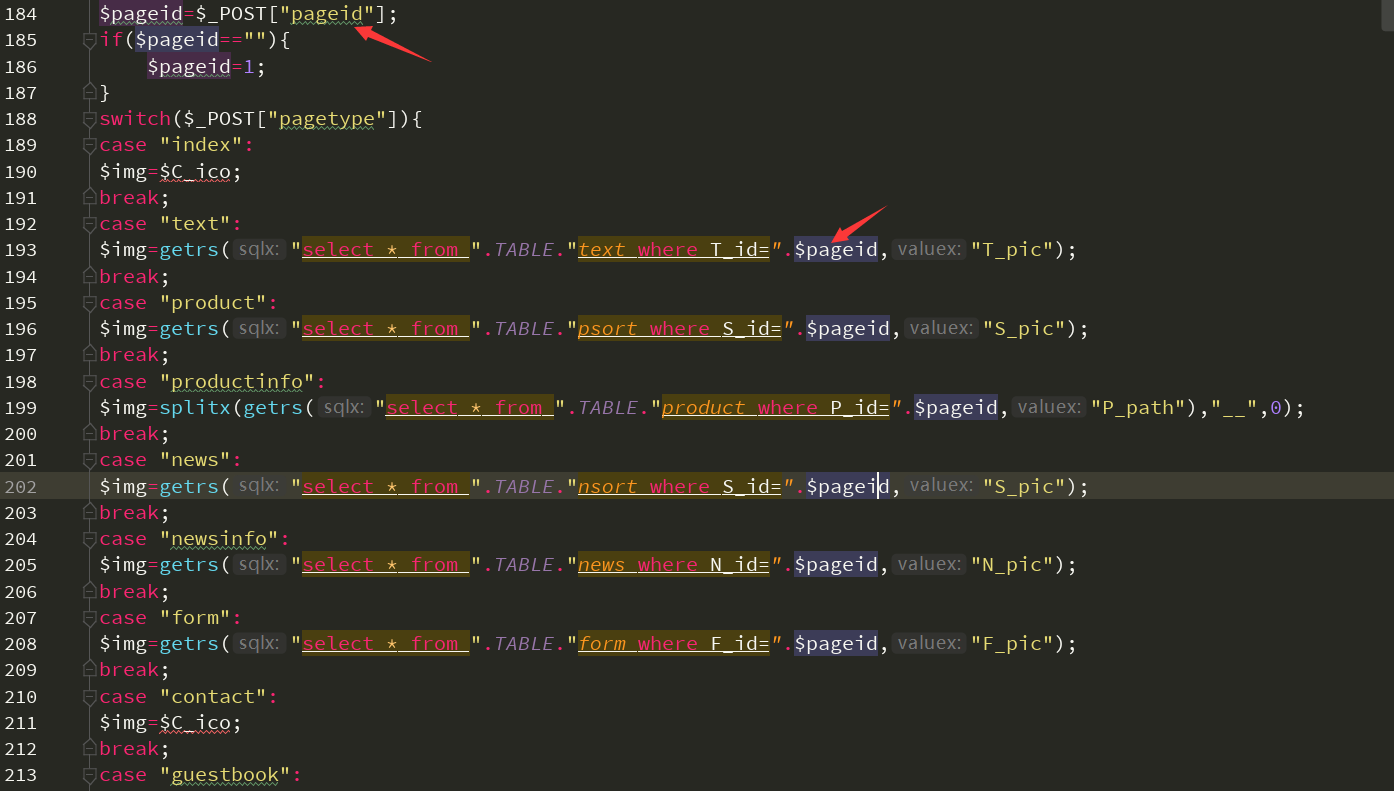 184 $pageid=$_POST["pageid"];
185 if($pageid==""){
186 $pageid=1;
187 }
188 switch($_POST["pagetype"]){
189 case "index":
190 $img=$C_ico;
191 break;
192 case "text":
193 $img=getrs( sqlx: "select * from ".TABLE."text where T_id=".$pageid, valuex: "T_pic");
194 break;
195 case "product":
196 $img=getrs( sqlx: "select * from ".TABLE."psort where S_id=".$pageid, valuex: "S_pic");
197 break;
198 case "productinfo":
199 $img=splitx(getrs( sqlx: "select * from ".TABLE."product where P_id=".$pageid, valuex: "P_path"),"__",0);
200 break;
201 case "news":
202 $img=getrs( sqlx: "select * from ".TABLE."nsort where S_id=".$pageid, valuex: "S_pic");
203 break;
204 case "newsinfo":
205 $img=getrs( sqlx: "select * from ".TABLE."news where N_id=".$pageid, valuex: "N_pic");
206 break;
207 case "form":
208 $img=getrs( sqlx: "select * from ".TABLE."form where F_id=".$pageid, valuex: "F_pic");
209 break;
210 case "contact":
211 $img=$C_ico;
212 break;
213 case "guestbook":